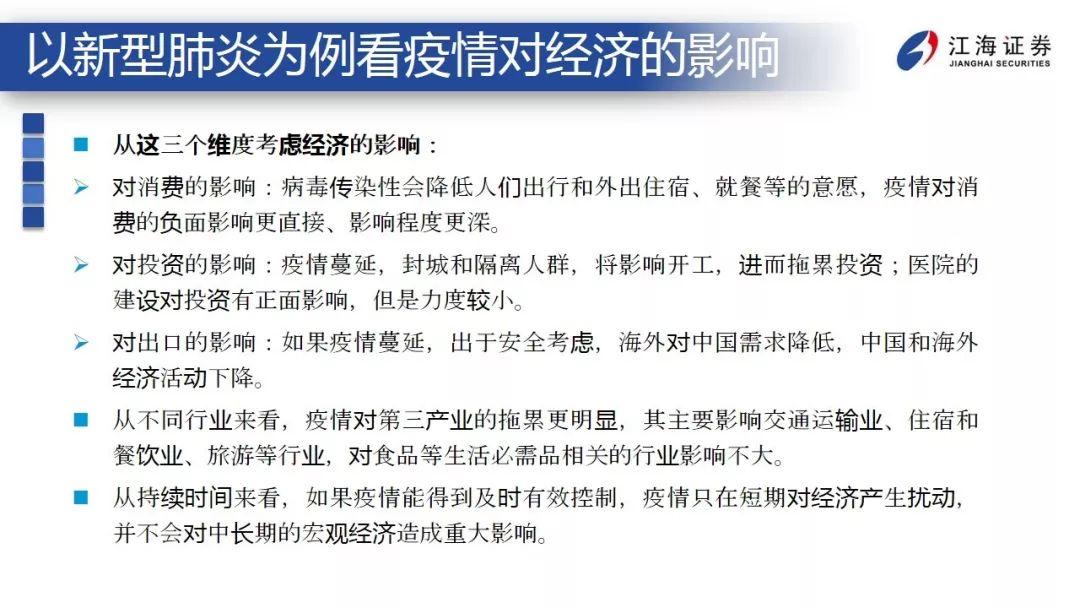 以新型肺炎为例看疫情对经济的影响
江海证券
JIANGHAI SECURITIES
■ 从这三个维度考虑经济的影响：
➢ 对消费的影响：病毒传染性会降低人们出行和外出住宿、就餐等的意愿，疫情对消
费的负面影响更直接、影响程度更深。
➢ 对投资的影响：疫情蔓延，封城和隔离人群，将影响开工，进而拖累投资；医院的
建设对投资有正面影响，但是力度较小。
➢ 对出口的影响：如果疫情蔓延，出于安全考虑，海外对中国需求降低，中国和海外
经济活动下降。
■ 从不同行业来看，疫情对第三产业的拖累更明显，其主要影响交通运输业、住宿和
餐饮业、旅游等行业，对食品等生活必需品相关的行业影响不大。
■ 从持续时间来看，如果疫情能得到及时有效控制，疫情只在短期对经济产生扰动，
并不会对中长期的宏观经济造成重大影响。